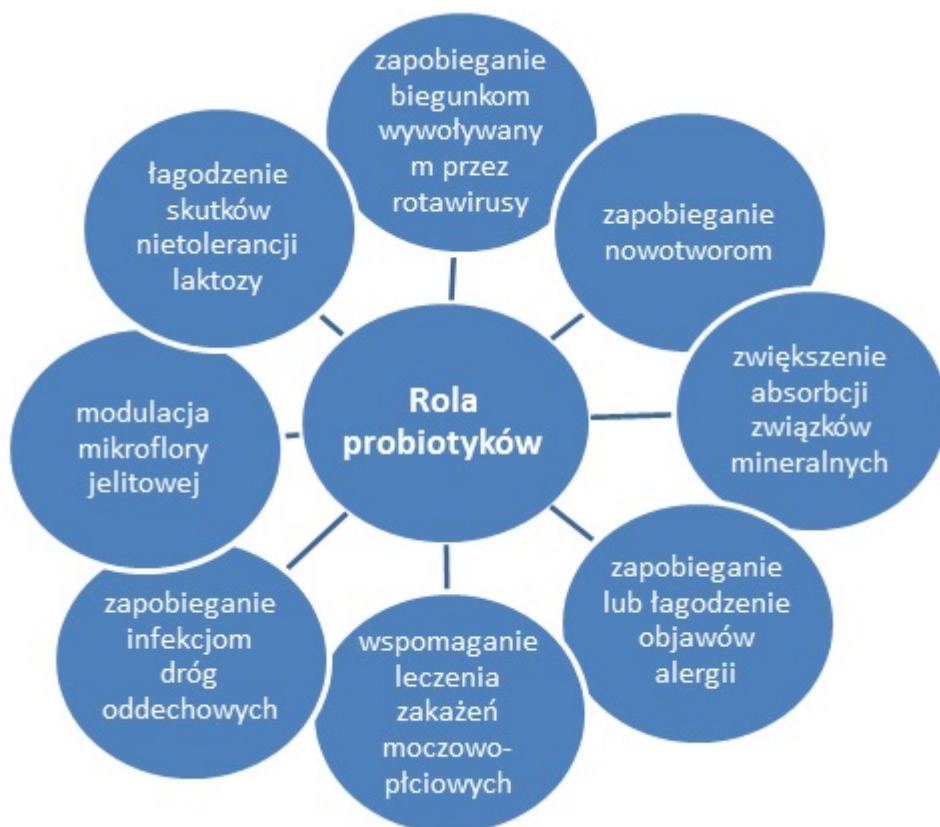 zapobieganie
biegunkom
wywoływany
m przez
rotawirusy
zapobieganie
nowotworom
zwiększenie
absorbcji
związków
mineralnych
zapobieganie
lub łagodzenie
objawów
alergii
wspomaganie
leczenia
zakażeń
moczowo-
płciowych
zapobieganie
infekcjom
dróg
oddechowych
modulacja
mikroflory
jelitowej
łagodzenie
skutków
nietolerancji
laktozy
Rola
probiotyków